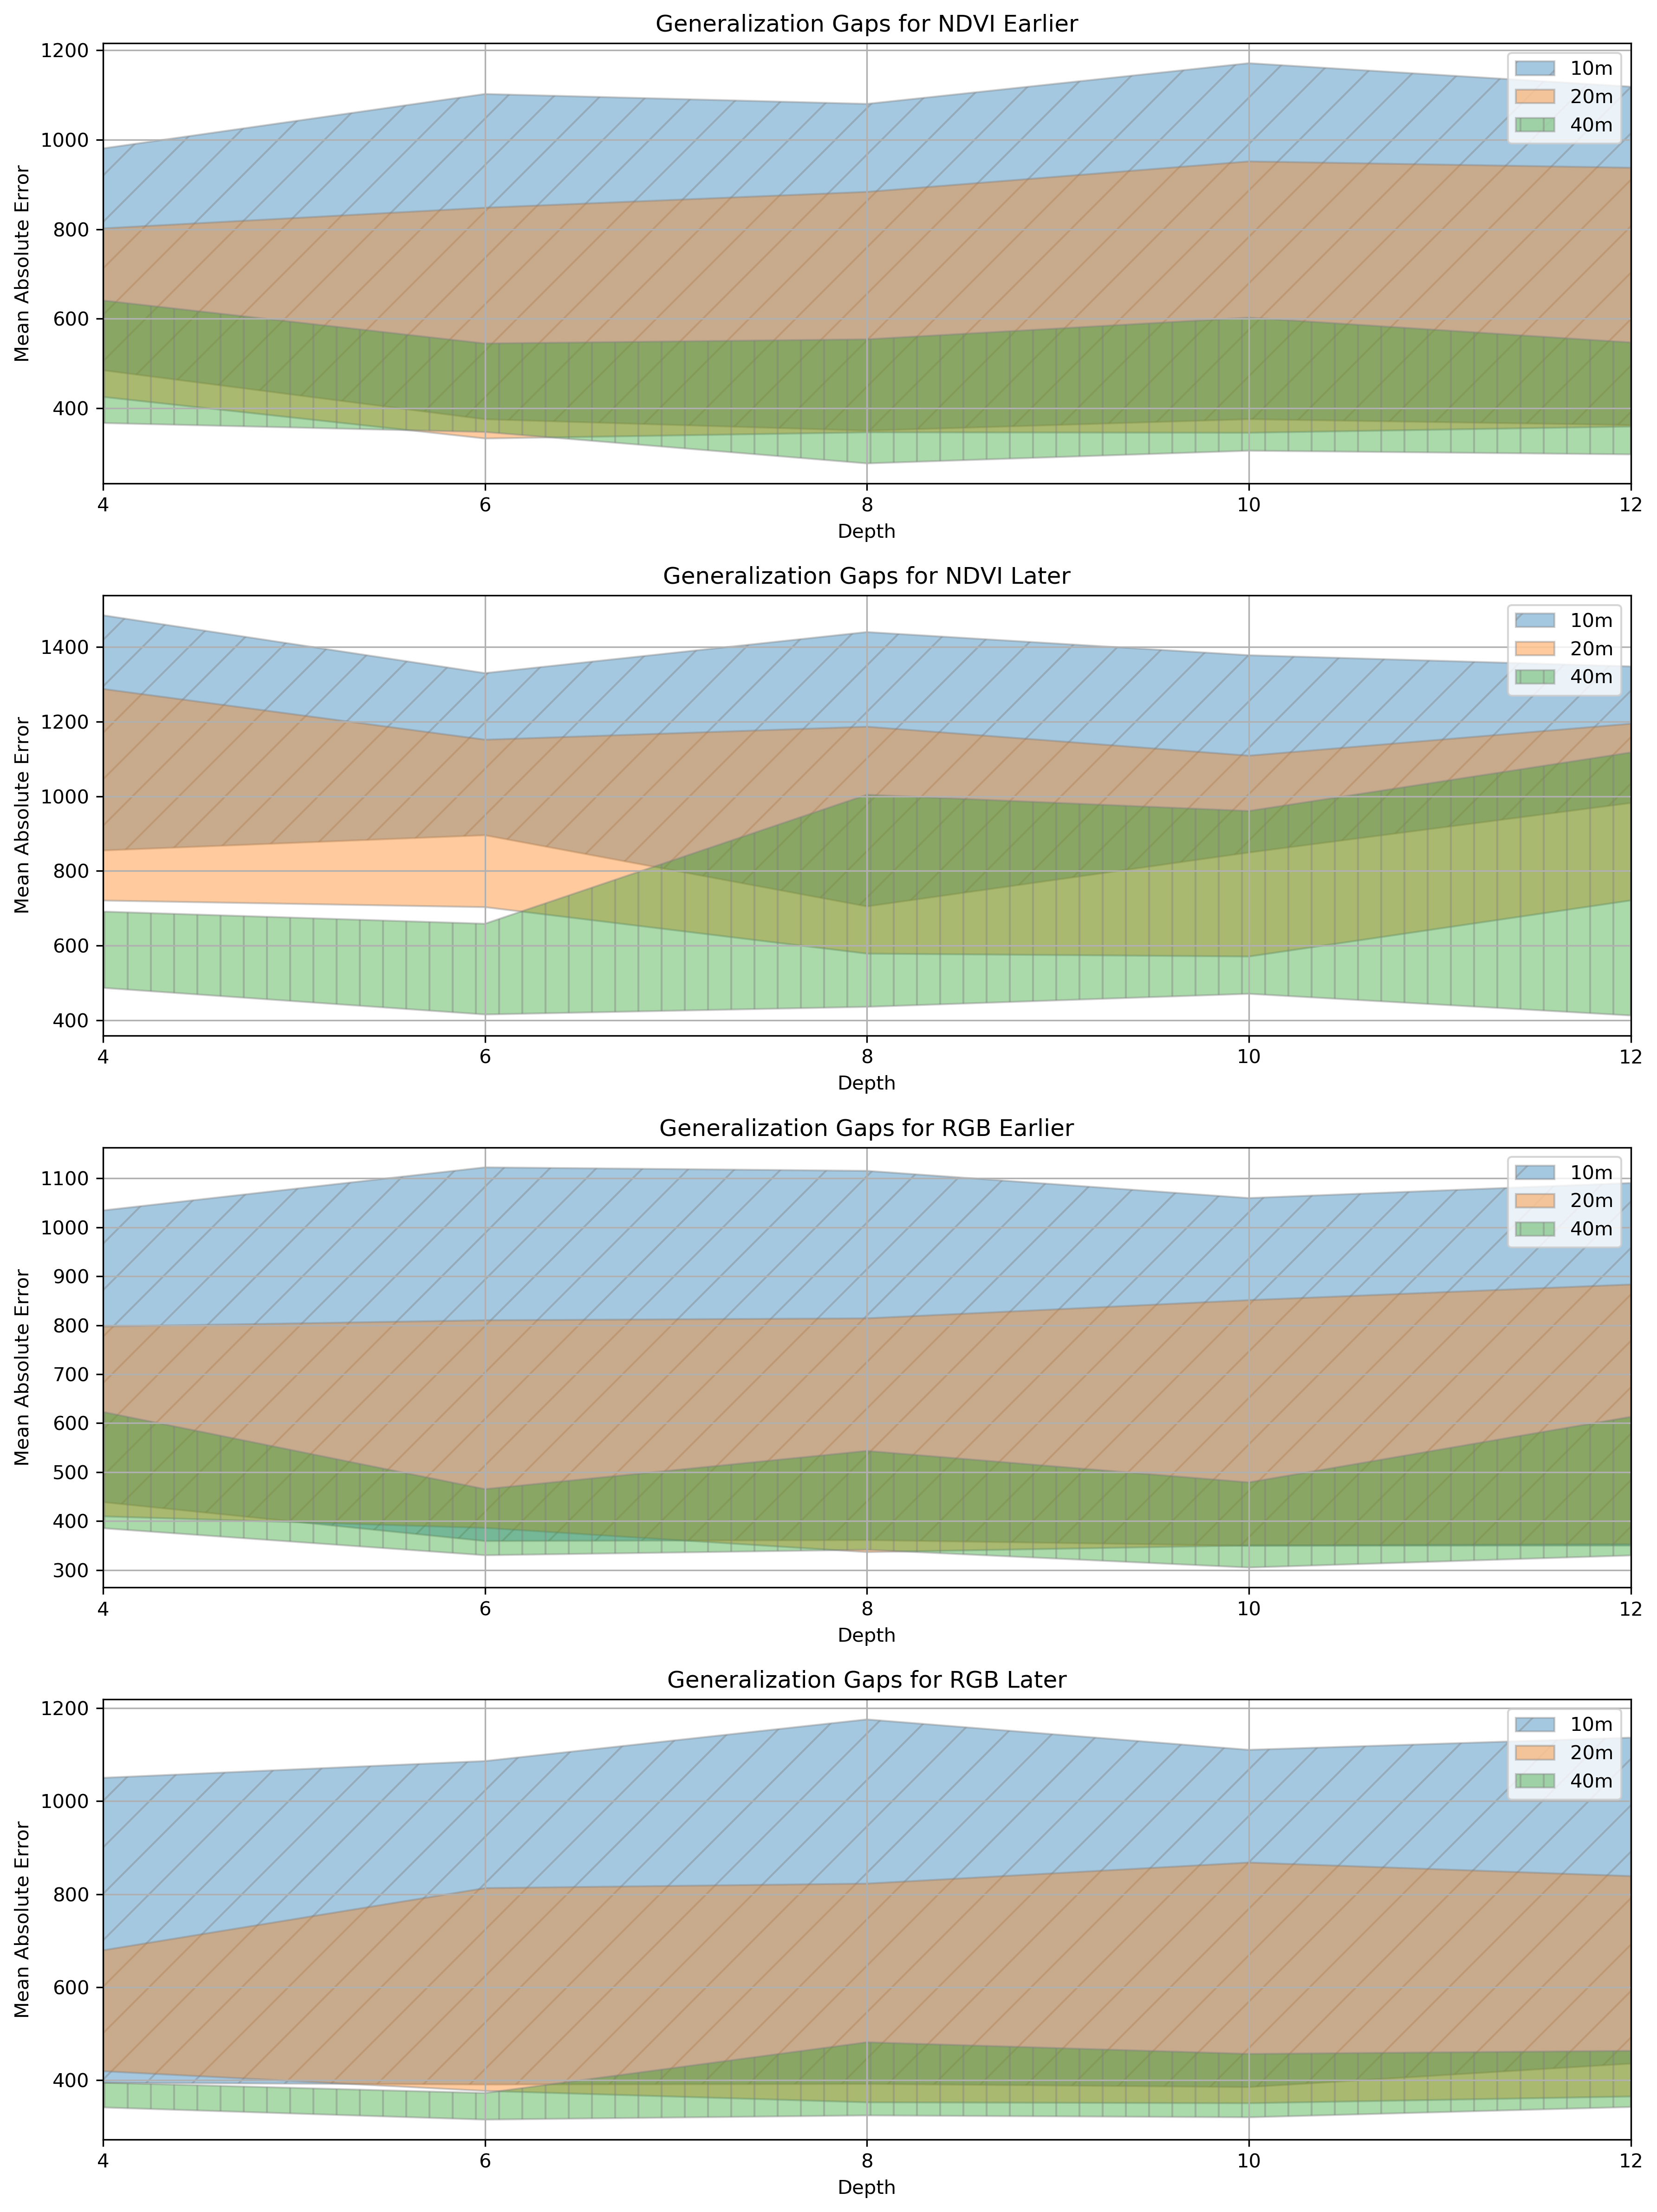 Generalization Gaps for NDVI Earlier
1200
1000
800
600
400
Mean Absolute Error
10m
20m
40m
4 6 8 10 12
Depth
Generalization Gaps for NDVI Later
1400
1200
1000
800
600
400
Mean Absolute Error
10m
20m
40m
4 6 8 10 12
Depth
Generalization Gaps for RGB Earlier
1100
1000
900
800
700
600
500
400
300
Mean Absolute Error
10m
20m
40m
4 6 8 10 12
Depth
Generalization Gaps for RGB Later
1200
1000
800
600
400
Mean Absolute Error
10m
20m
40m
4 6 8 10 12
Depth